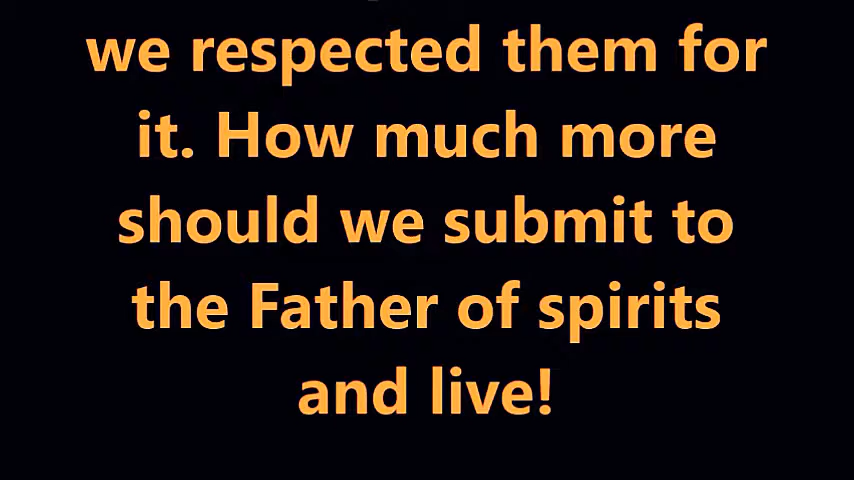 we respected them for
it. How much more
should we submit to
the Father of spirits
and live!